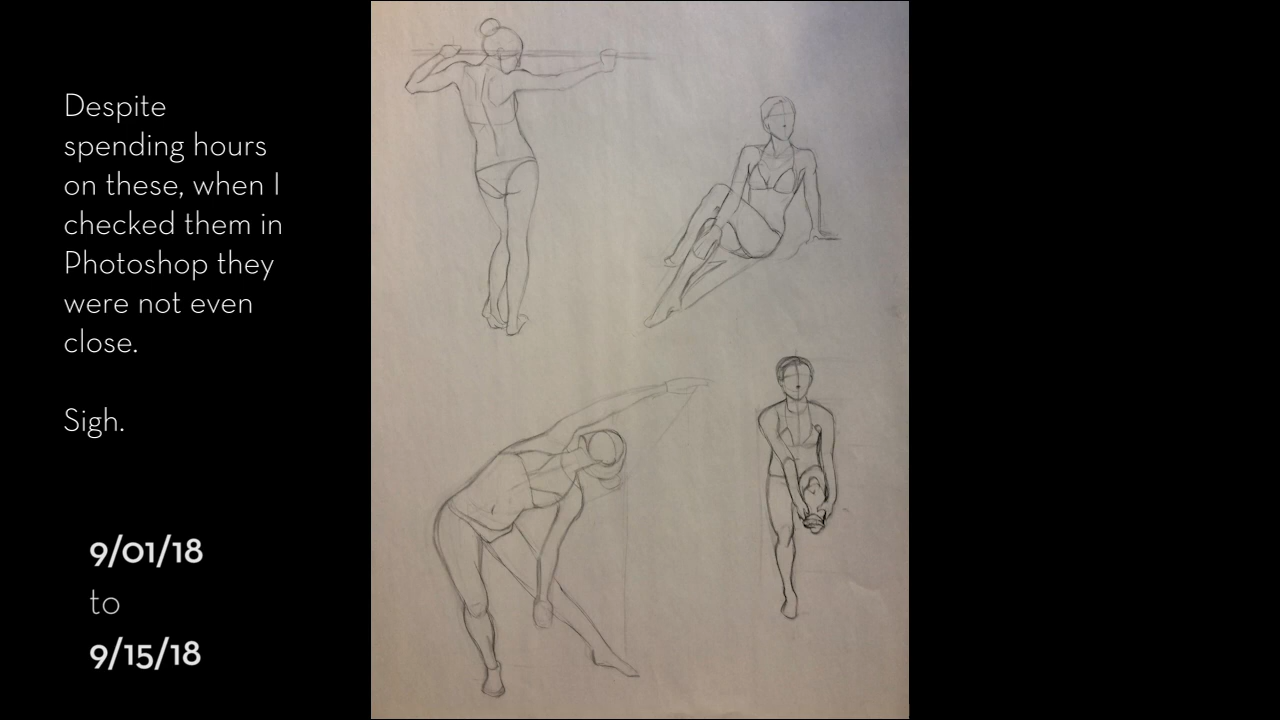 Despite
spending hours
on these, when I
checked them in
Photoshop they
were not even
close.
Sigh.
9/01/18
to
9/15/18